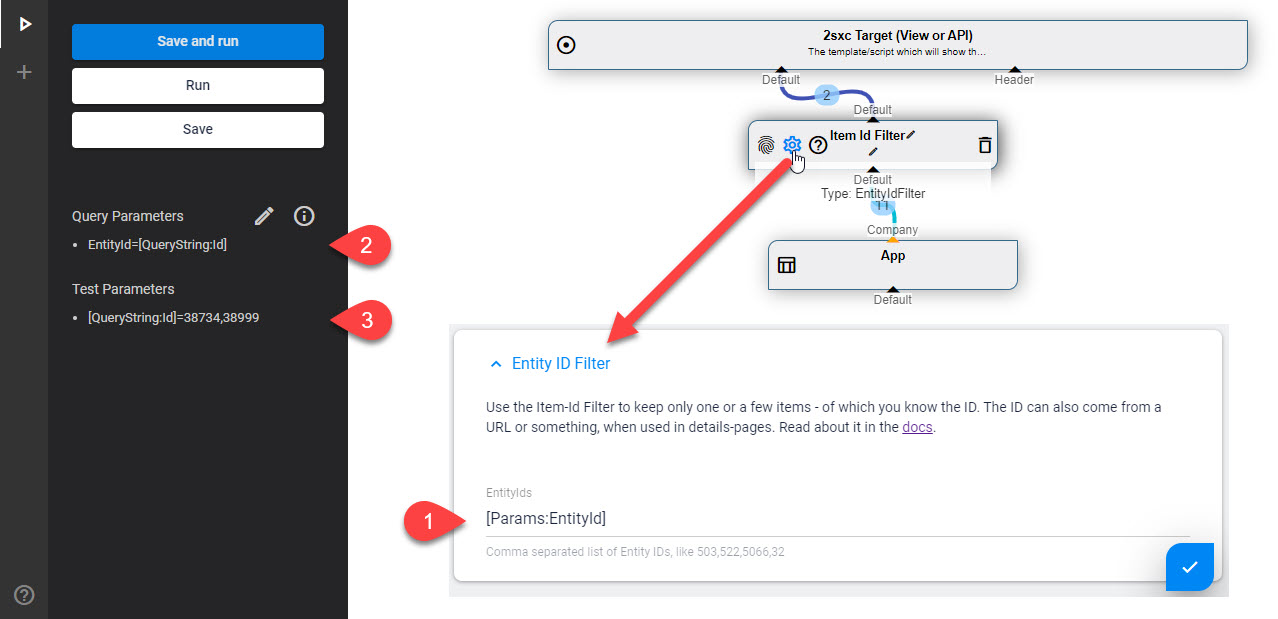 Save and run
Run
Save
Query Parameters
EntityId=[QueryString:Id]
2
Test Parameters
[QueryString:Id]=38734,38999
3
2sxc Target (View or API)
The template/script which will show th...
Default
Header
2
Default
Item Id Filter
Default
Type: EntityIdFilter
11
Company
App
Default
Entity ID Filter
Use the Item-Id Filter to keep only one or a few items - of which you know the ID. The ID can also come from a
URL or something, when used in details-pages. Read about it in the docs.
EntityIds
1
[Params:EntityId]
Comma separated list of Entity IDs, like 503,522,5066,32